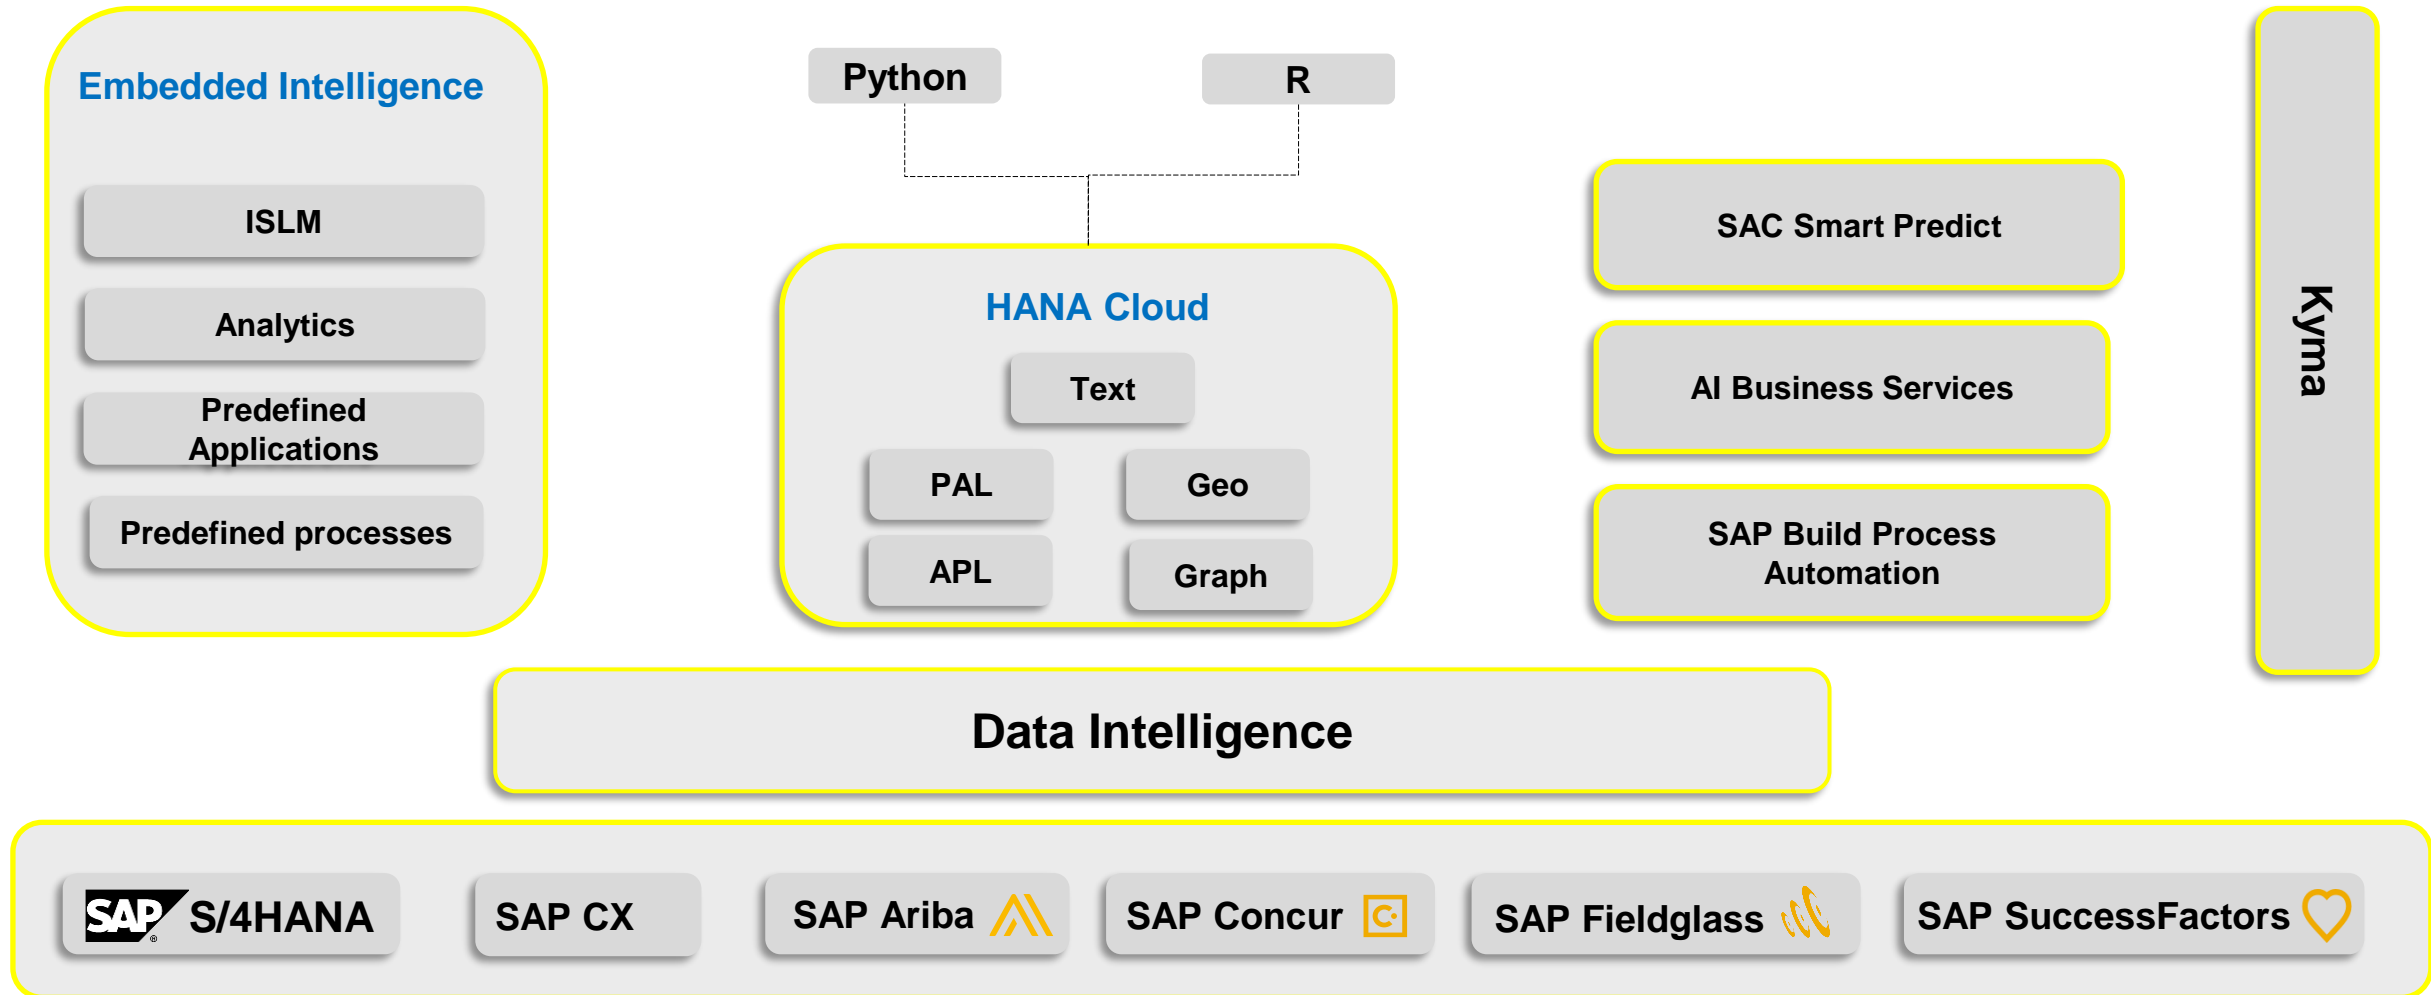 Embedded Intelligence
ISLM
Analytics
Predefined
Applications
Predefined processes
Python
R
HANA Cloud
Text
PAL
Geo
APL
Graph
SAC Smart Predict
AI Business Services
SAP Build Process
Automation
Kyma
Data Intelligence
SAP® S/4HANA
SAP CX
SAP Ariba
SAP Concur
SAP Fieldglass
SAP SuccessFactors